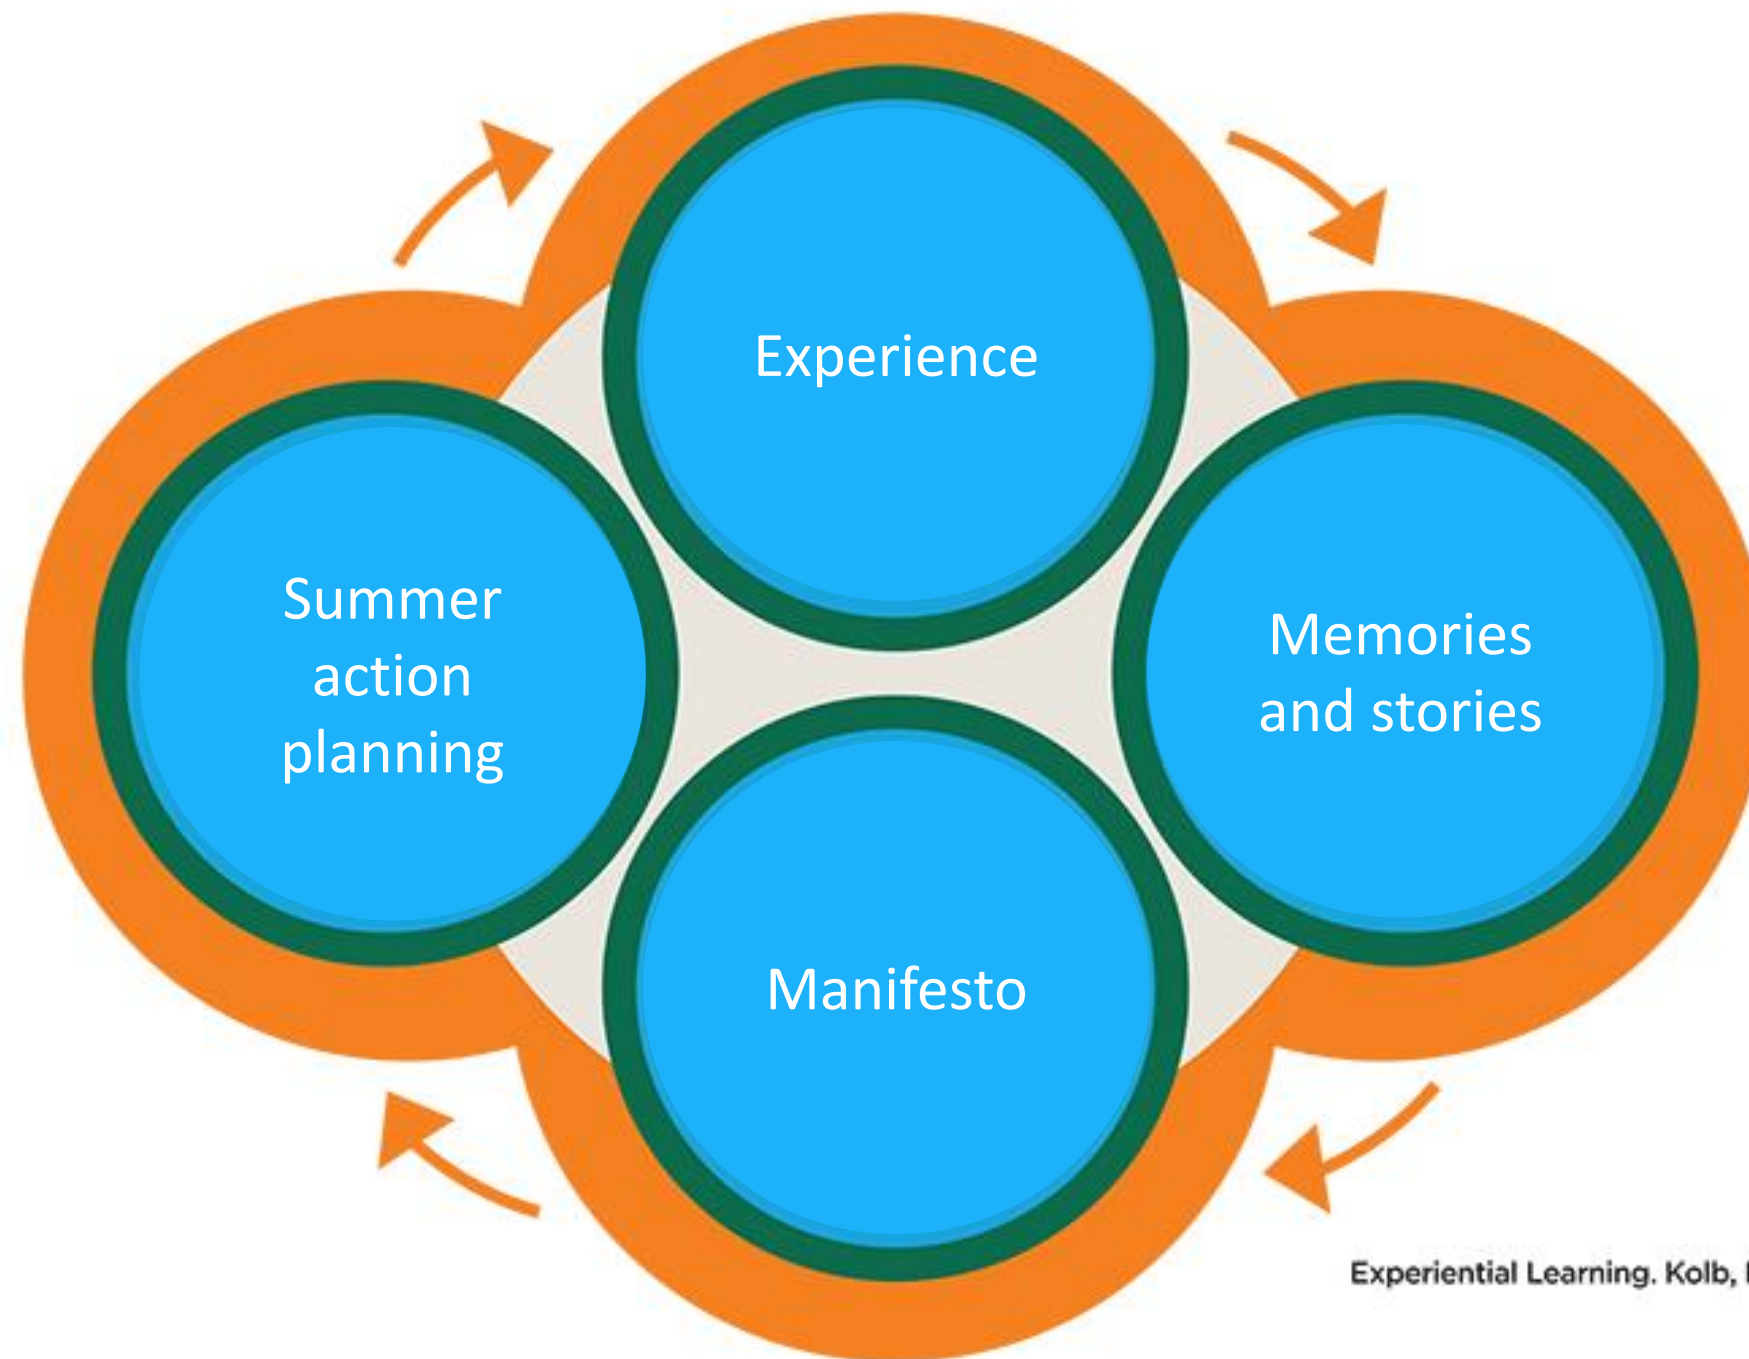 Experience
Summer
action
planning
Memories
and stories
Manifesto
Experiential Learning. Kolb,